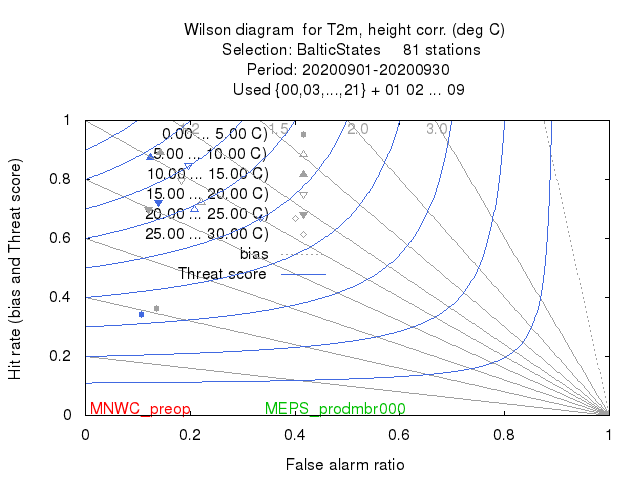 Wilson diagram for T2m, height corr. (deg C)
Selection: BalticStates 81 stations
Period: 20200901-20200930
Used {00,03,...,21} + 01 02 ... 09
Hit rate (bias and Threat score)
1
0.8
0.6
0.4
0.2
0
1.2 1.5 2.0 3.0
0.00 ... 5.00 C)
5.00 ... 10.00 C)
10.00 ... 15.00 C)
15.00 ... 20.00 C)
20.00 ... 25.00 C)
25.00 ... 30.00 C)
bias
Threat score
MNWC_preop MEPS_prodmbr000
0 0.2 0.4 0.6 0.8 1
False alarm ratio